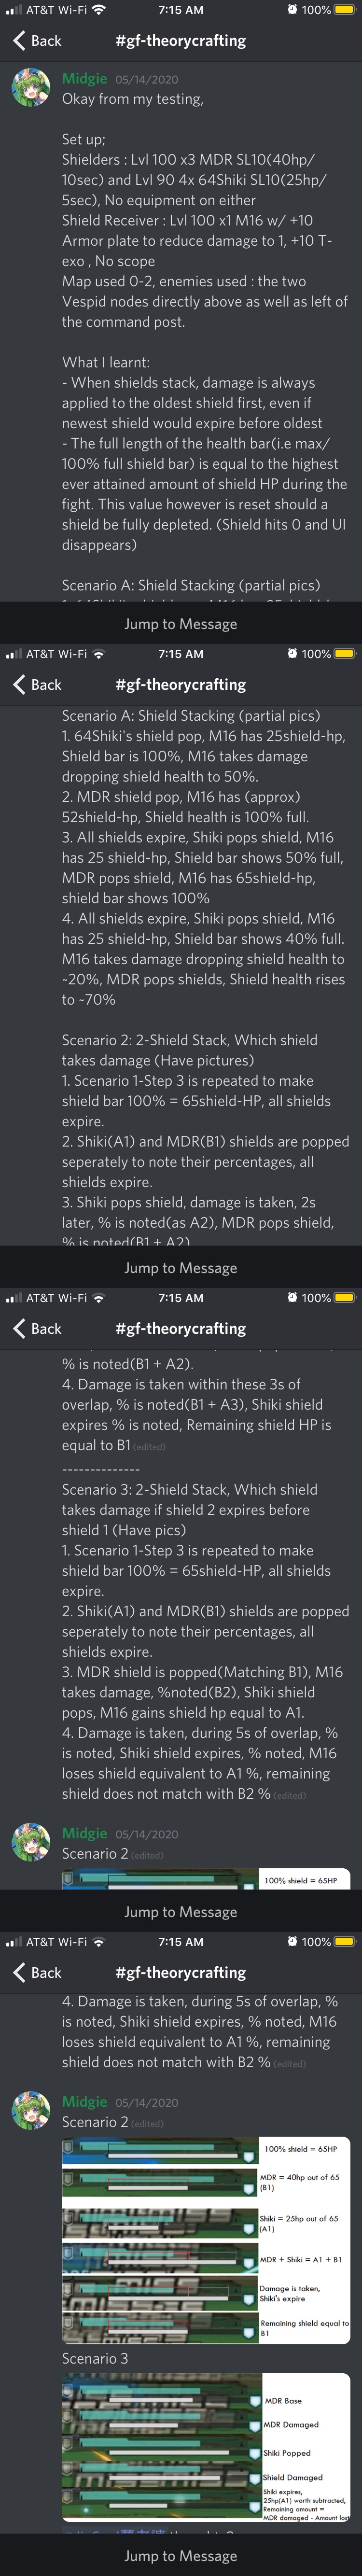 AT&T Wi-Fi 7:15 AM 100%
Back #gf-theorycrafting
Midgie 05/14/2020
Okay from my testing,
Set up;
Shielders : Lvl 100 x3 MDR SL10(40hp/
10sec) and Lvl 90 4x 64Shiki SL10(25hp/
5sec), No equipment on either
Shield Receiver : Lvl 100 x1 M16 w/ +10
Armor plate to reduce damage to 1, +10 T-
exo , No scope
Map used 0-2, enemies used : the two
Vespid nodes directly above as well as left of
the command post.
What I learnt:
- When shields stack, damage is always
applied to the oldest shield first, even if
newest shield would expire before oldest
- The full length of the health bar(i.e max/
100% full shield bar) is equal to the highest
ever attained amount of shield HP during the
fight. This value however is reset should a
shield be fully depleted. (Shield hits 0 and UI
disappears)
Scenario A: Shield Stacking (partial pics)
Jump to Message
AT&T Wi-Fi 7:15 AM 100%
Back #gf-theorycrafting
Scenario A: Shield Stacking (partial pics)
1. 64Shiki's shield pop, M16 has 25shield-hp,
Shield bar is 100%, M16 takes damage
dropping shield health to 50%.
2. MDR shield pop, M16 has (approx)
52shield-hp, Shield health is 100% full.
3. All shields expire, Shiki pops shield, M16
has 25 shield-hp, Shield bar shows 50% full,
MDR pops shield, M16 has 65shield-hp,
shield bar shows 100%
4. All shields expire, Shiki pops shield, M16
has 25 shield-hp, Shield bar shows 40% full.
M16 takes damage dropping shield health to
~20%, MDR pops shields, Shield health rises
to ~70%
Scenario 2: 2-Shield Stack, Which shield
takes damage (Have pictures)
1. Scenario 1-Step 3 is repeated to make
shield bar 100% = 65shield-HP, all shields
expire.
2. Shiki(A1) and MDR(B1) shields are popped
seperately to note their percentages, all
shields expire.
3. Shiki pops shield, damage is taken, 2s
later, % is noted(as A2), MDR pops shield,
% is noted(B1 + A2)
Jump to Message
AT&T Wi-Fi 7:15 AM 100%
Back #gf-theorycrafting
% is noted(B1 + A2).
4. Damage is taken within these 3s of
overlap, % is noted(B1 + A3), Shiki shield
expires % is noted, Remaining shield HP is
equal to B1 (edited)
--------------
Scenario 3: 2-Shield Stack, Which shield
takes damage if shield 2 expires before
shield 1 (Have pics)
1. Scenario 1-Step 3 is repeated to make
shield bar 100% = 65shield-HP, all shields
expire.
2. Shiki(A1) and MDR(B1) shields are popped
seperately to note their percentages, all
shields expire.
3. MDR shield is popped(Matching B1), M16
takes damage, %noted(B2), Shiki shield
pops, M16 gains shield hp equal to A1.
4. Damage is taken, during 5s of overlap, %
is noted, Shiki shield expires, % noted, M16
loses shield equivalent to A1 %, remaining
shield does not match with B2 % (edited)
Midgie 05/14/2020
Scenario 2 (edited)
100% shield = 65HP
Jump to Message
AT&T Wi-Fi 7:15 AM 100%
Back #gf-theorycrafting
4. Damage is taken, during 5s of overlap, %
is noted, Shiki shield expires, % noted, M16
loses shield equivalent to A1 %, remaining
shield does not match with B2 % (edited)
Midgie 05/14/2020
Scenario 2 (edited)
100% shield = 65HP
MDR = 40hp out of 65
(B1)
Shiki = 25hp out of 65
(A1)
MDR + Shiki = A1 + B1
Damage is taken,
Shiki's expire
Remaining shield equal to
B1
Scenario 3
MDR Base
MDR Damaged
Shiki Popped
Shield Damaged
Shiki expires,
25hp(A1) worth subtracted,
Remaining amount =
MDR damaged - Amount lost
Jump to Message